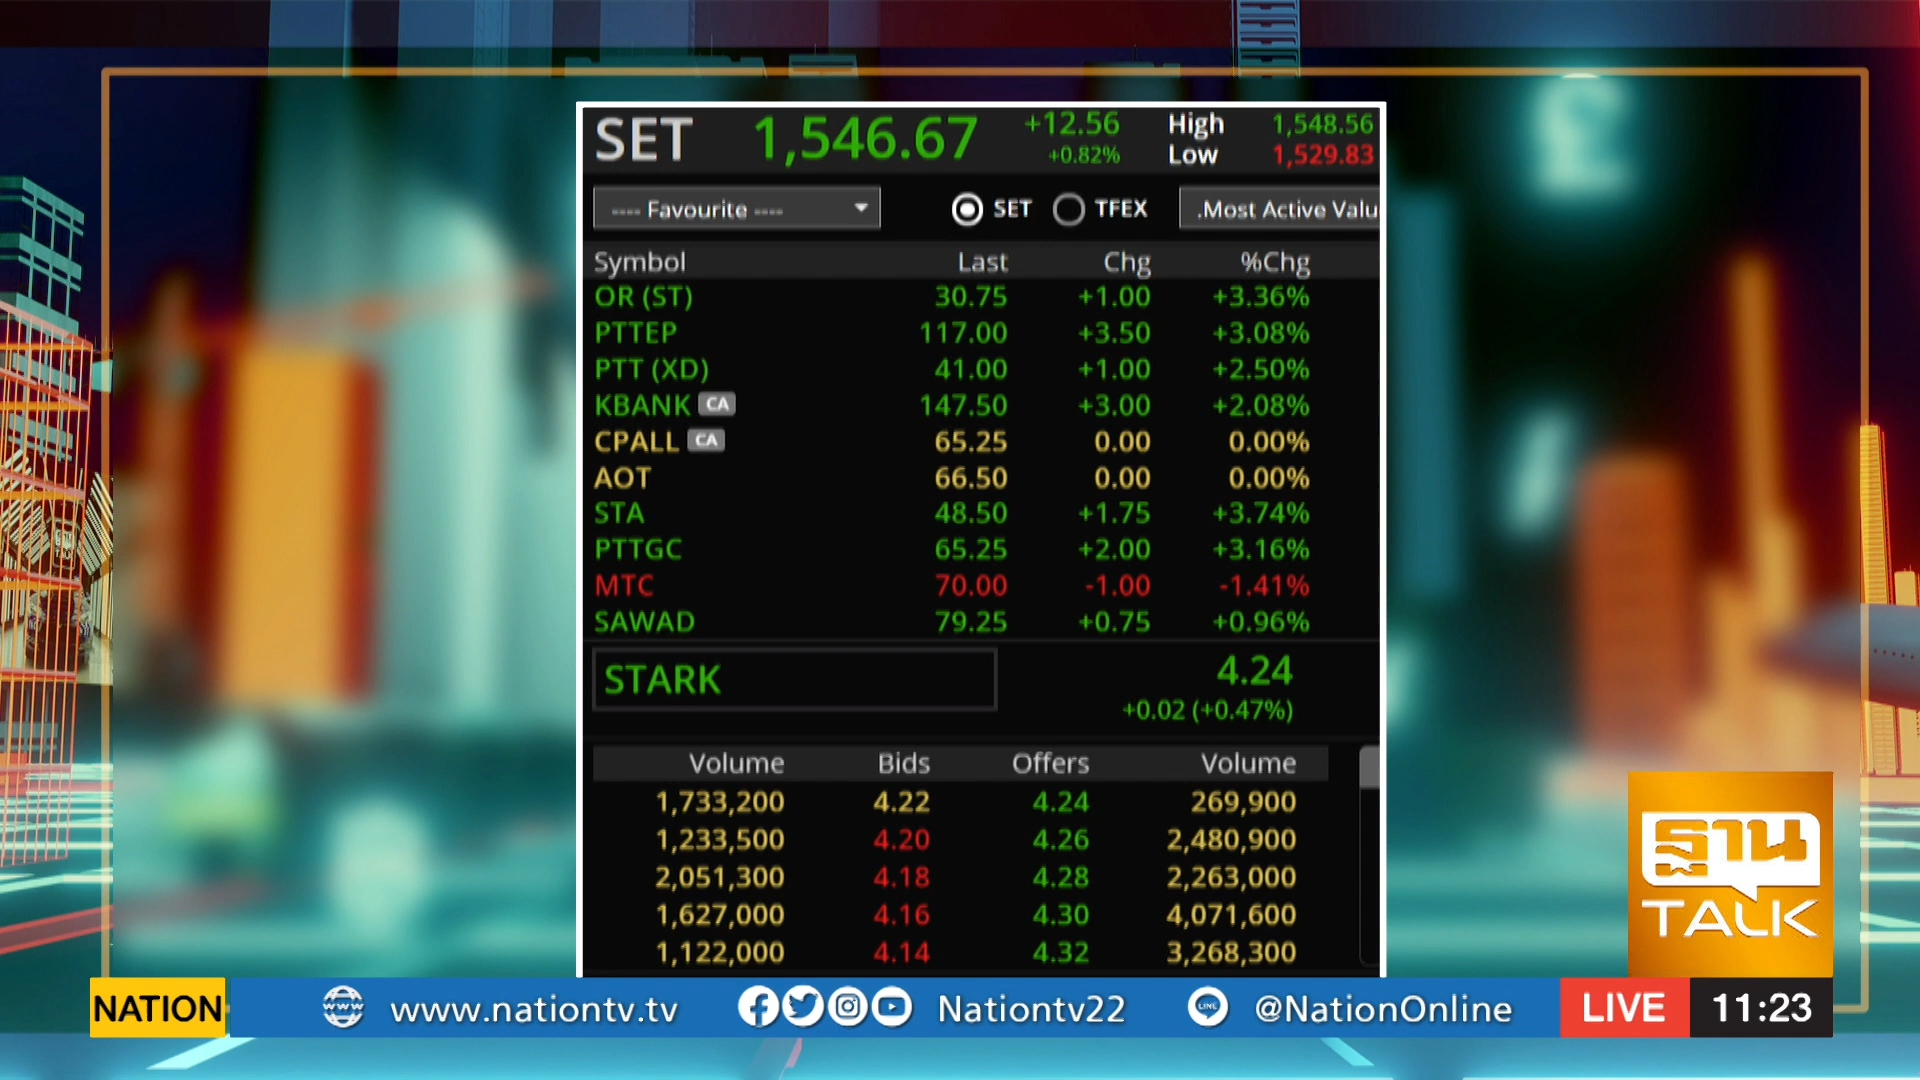 SET 1,546.67 +12.56 High 1,548.56
+0.82% Low 1,529.83
---- Favourite ---- SET TFEX .Most Active Valu
Symbol Last Chg %Chg
OR (ST) 30.75 +1.00 +3.36%
PTTEP 117.00 +3.50 +3.08%
PTT (XD) 41.00 +1.00 +2.50%
KBANK CA 147.50 +3.00 +2.08%
CPALL CA 65.25 0.00 0.00%
AOT 66.50 0.00 0.00%
STA 48.50 +1.75 +3.74%
PTTGC 65.25 +2.00 +3.16%
MTC 70.00 -1.00 -1.41%
SAWAD 79.25 +0.75 +0.96%
STARK 4.24
+0.02 (+0.47%)
Volume Bids Offers Volume
1,733,200 4.22 4.24 269,900
1,233,500 4.20 4.26 2,480,900
2,051,300 4.18 4.28 2,263,000
1,627,000 4.16 4.30 4,071,600
1,122,000 4.14 4.32 3,268,300
ฐาน
TALK
NATION www www.nationtv.tv Nationtv22 LINE @NationOnline LIVE 11:23